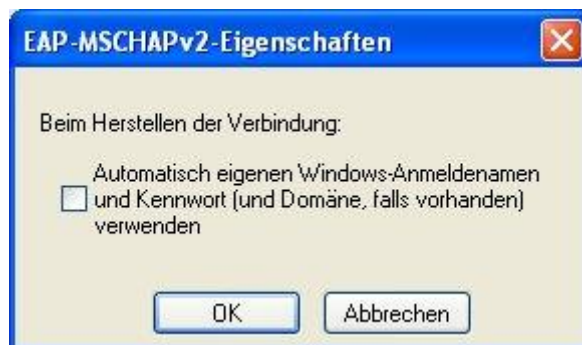 EAP-MSCHAPv2-Eigenschaften
Beim Herstellen der Verbindung:
Automatisch eigenen Windows-Anmeldenamen
und Kennwort (und Domäne, falls vorhanden)
verwenden
OK
Abbrechen